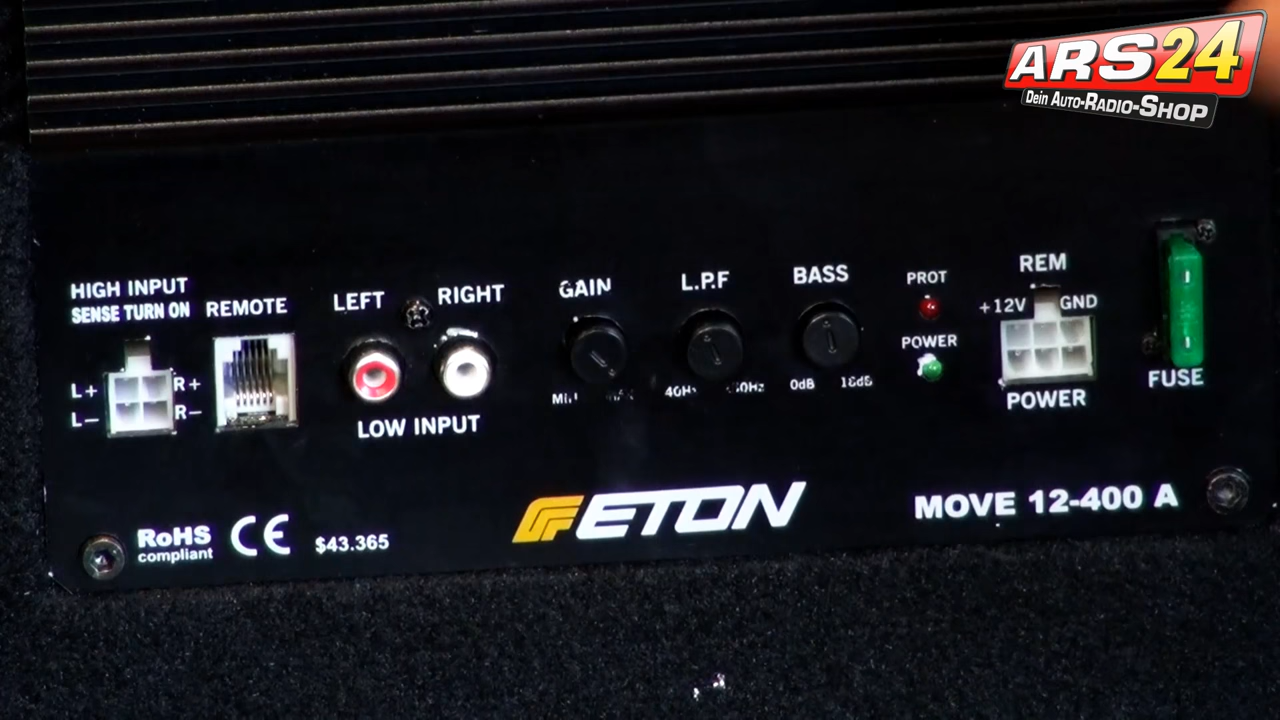 ARS24
Dein Auto-Radio-Shop
HIGH INPUT
SENSE TURN ON
REMOTE
LEFT
RIGHT
GAIN
L.P.F
BASS
PROT
POWER
REM
+12V
GND
L+
R+
L–
R–
LOW INPUT
0dB
18dB
POWER
FUSE
RoHS
compliant
CE
$43.365
ETON
MOVE 12-400 A